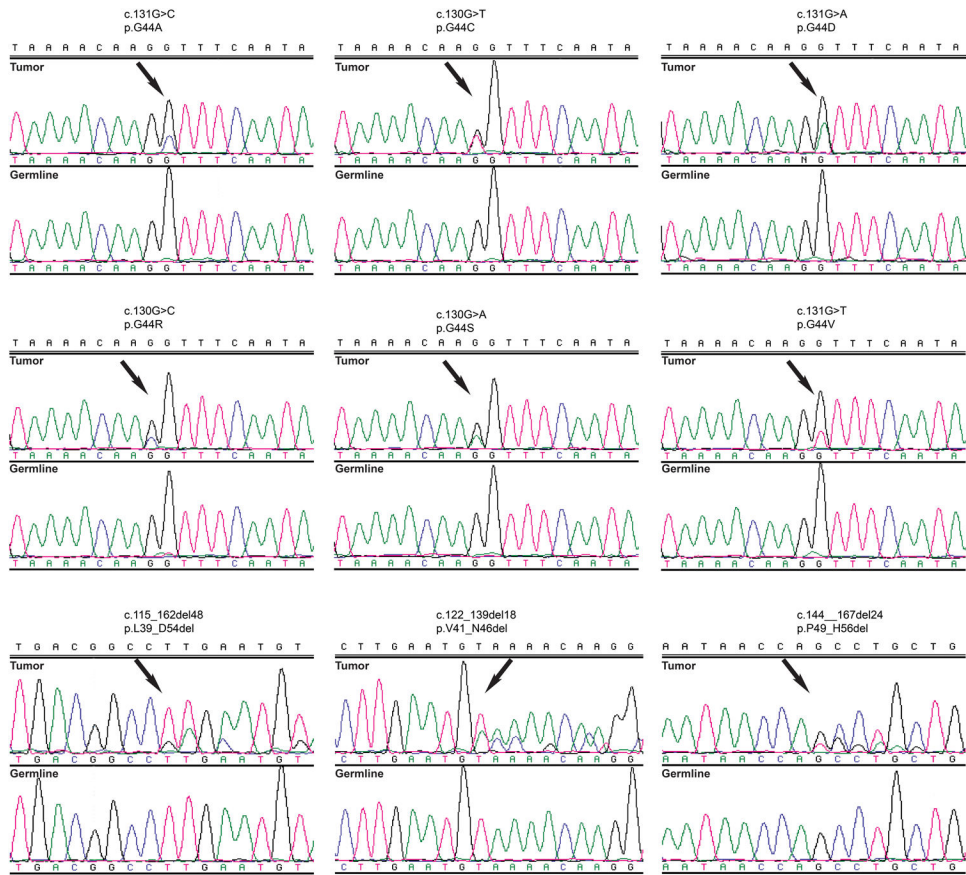 c.131G>C
p.G44A
T A A A A C A A G G T T T C A A T A
Tumor
T A A A A C A A G G T T T C A A T A
Germline
T A A A A C A A G G T T T C A A T A
c.130G>T
p.G44C
T A A A A C A A G G T T T C A A T A
Tumor
T A A A A C A A G G T T T C A A T A
Germline
T A A A A C A A G G T T T C A A T A
c.131G>A
p.G44D
T A A A A C A A G G T T T C A A T A
Tumor
T A A A A C A A N G T T T C A A T A
Germline
T A A A A C A A G G T T T C A A T A
c.130G>C
p.G44R
T A A A A C A A G G T T T C A A T A
Tumor
T A A A A C A A G G T T T C A A T A
Germline
T A A A A C A A G G T T T C A A T A
c.130G>A
p.G44S
T A A A A C A A G G T T T C A A T A
Tumor
T A A A A C A A G G T T T C A A T A
Germline
T A A A A C A A G G T T T C A A T A
c.131G>T
p.G44V
T A A A A C A A G G T T T C A A T A
Tumor
T A A A A C A A G G T T T C A A T A
Germline
T A A A A C A A G G T T T C A A T A
c.115_162del48
p.L39_D54del
T G A C G G C C T T G A A T G T
Tumor
T G A C G G C C T T G A A T G T
Germline
T G A C G G C C T T G A A T G T
c.122_139del18
p.V41_N46del
C T T G A A T G T A A A A C A A G G
Tumor
C T T G A A T G T A A A A C A A G G
Germline
C T T G A A T G T A A A A C A A G G
c.144__167del24
p.P49_H56del
A A T A A C C A G C C T G C T G
Tumor
A A T A A C C A G C C T G C T G
Germline
A A T A A C C A G C C T G C T G